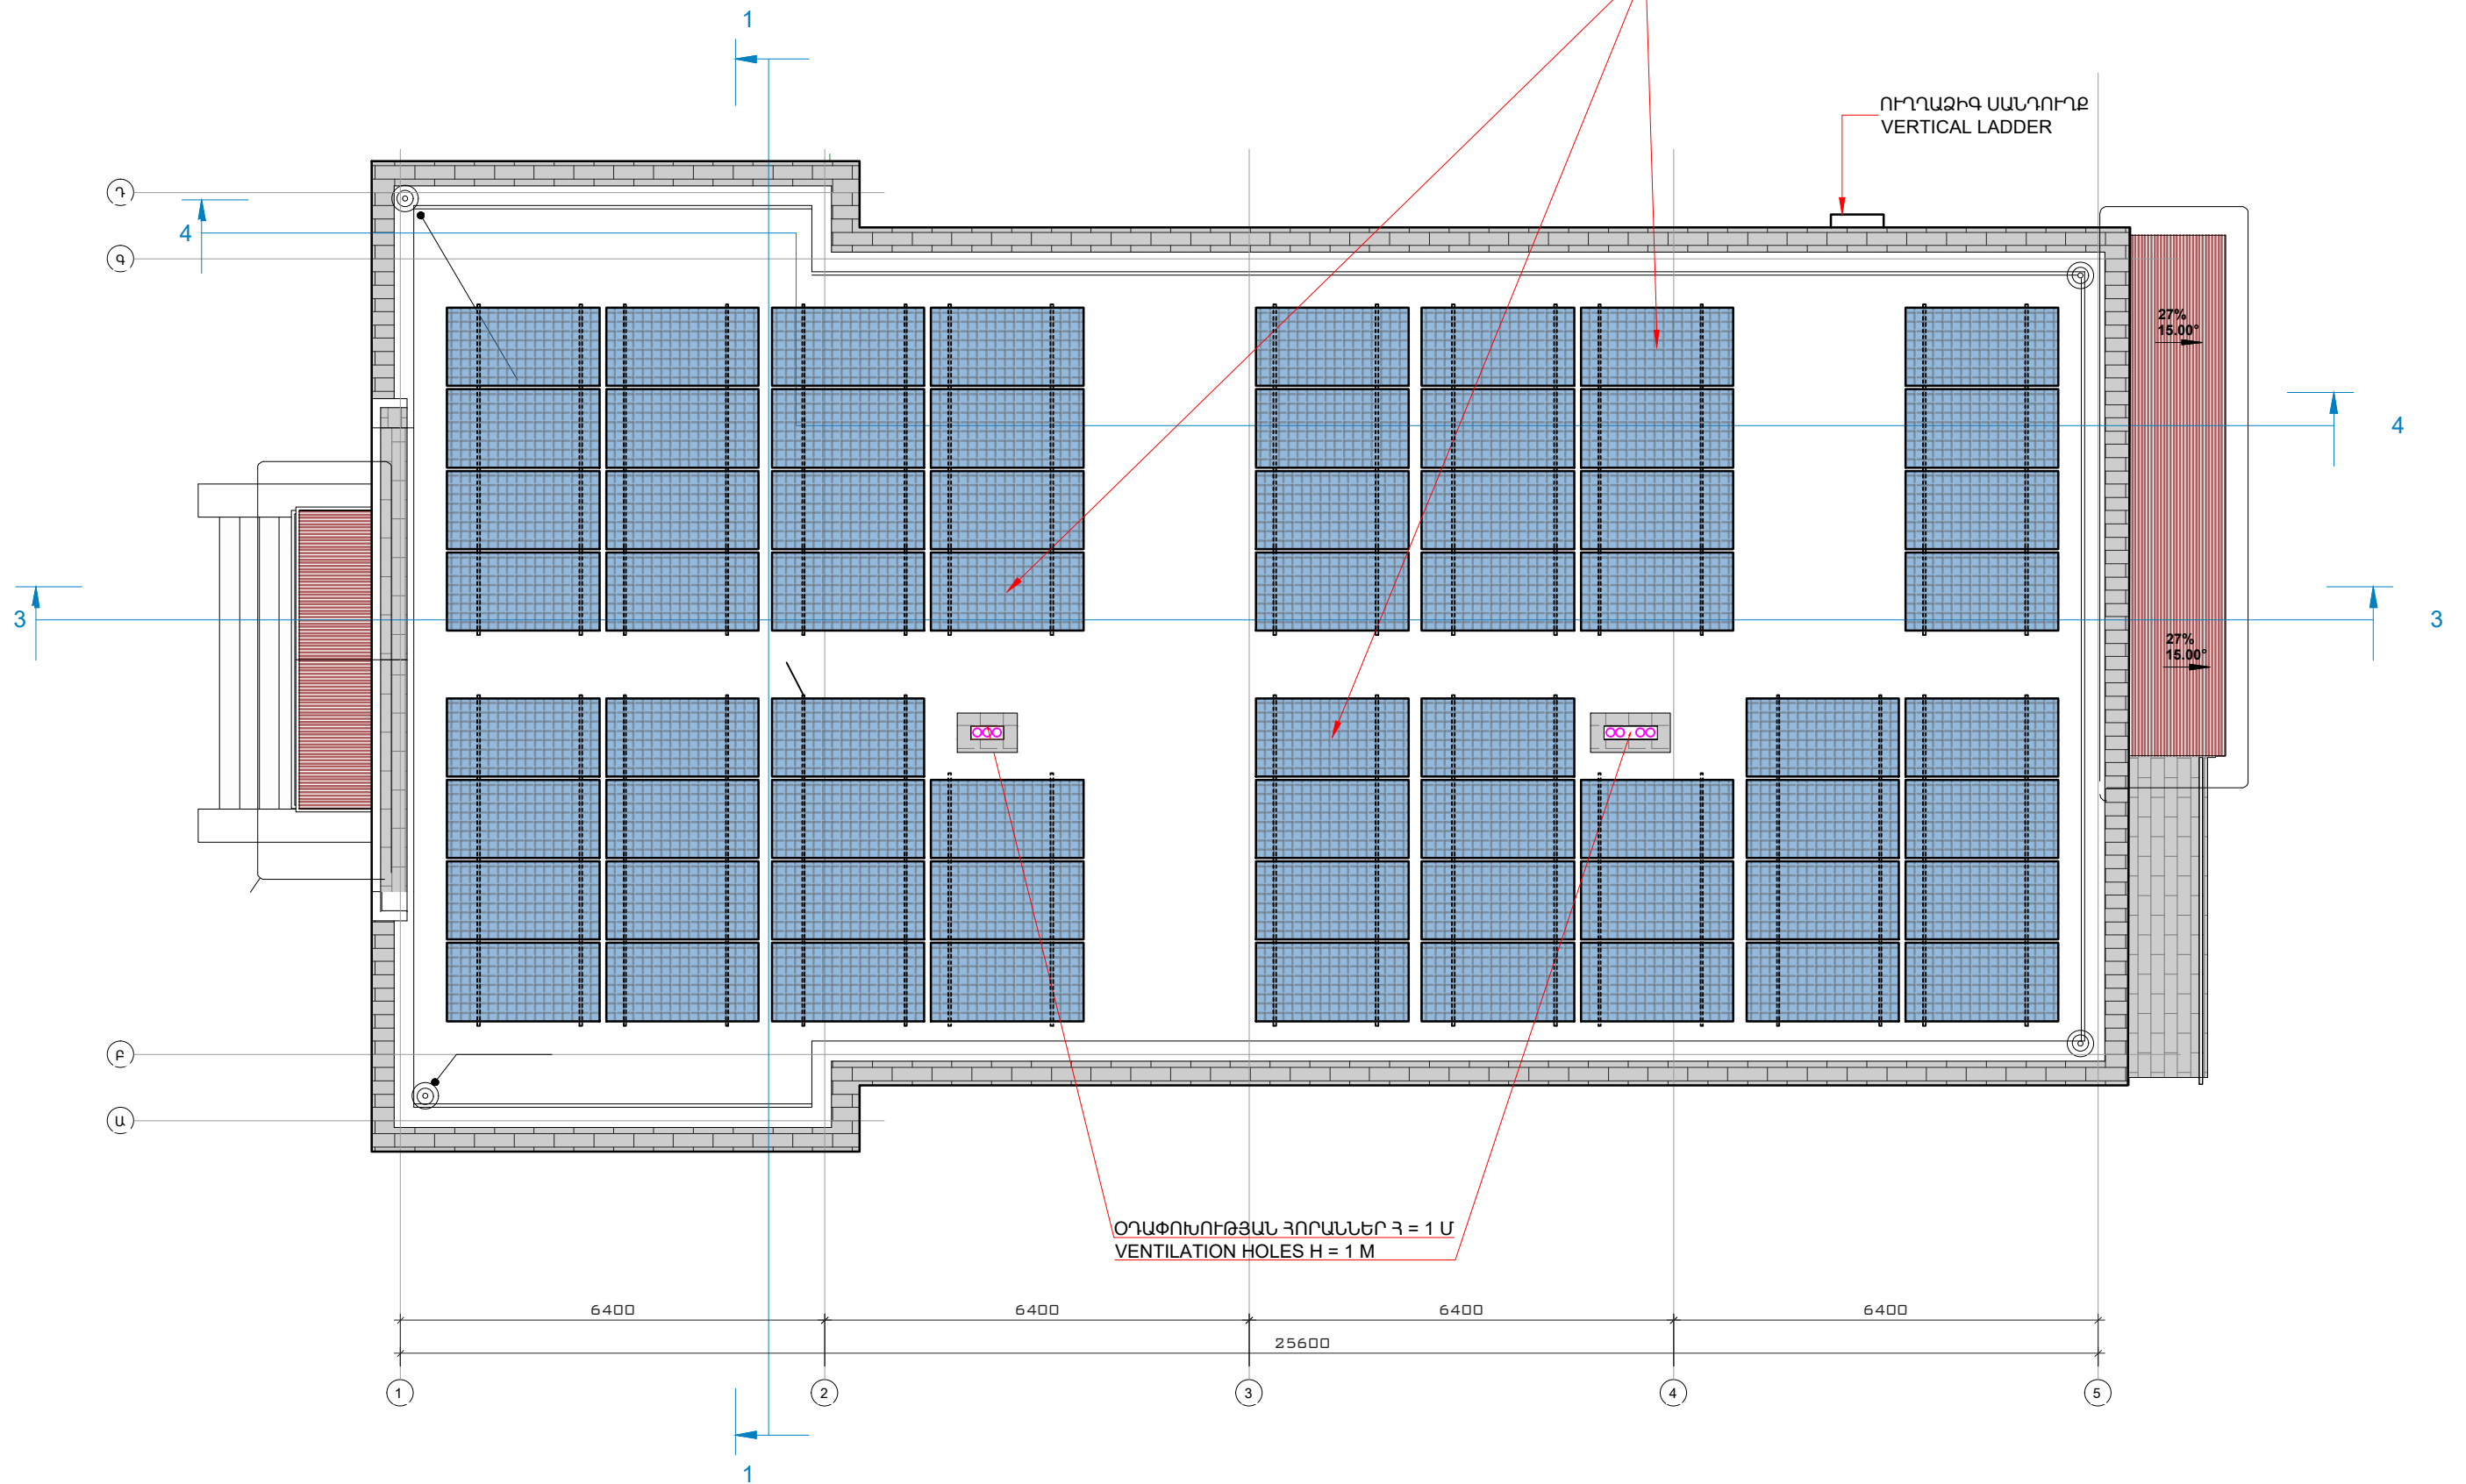 1
ՈՒՂՂԱՁԻԳ ՍԱՆԴՈՒՂՔ
VERTICAL LADDER
Դ
4
Գ
27%
15.00°
4
3
3
27%
15.00°
Բ
Ա
ՕԴԱՓՈԽՈՒԹՅԱՆ ՀՈՐԱՆՆԵՐ Հ = 1 Մ
VENTILATION HOLES H = 1 M
6400 6400 6400 6400
25600
1 2 3 4 5
1